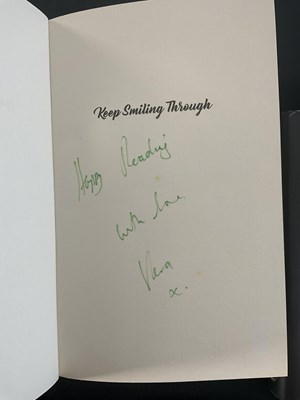 Keep Smiling Through
Happy Reading
with love
Vera
x.